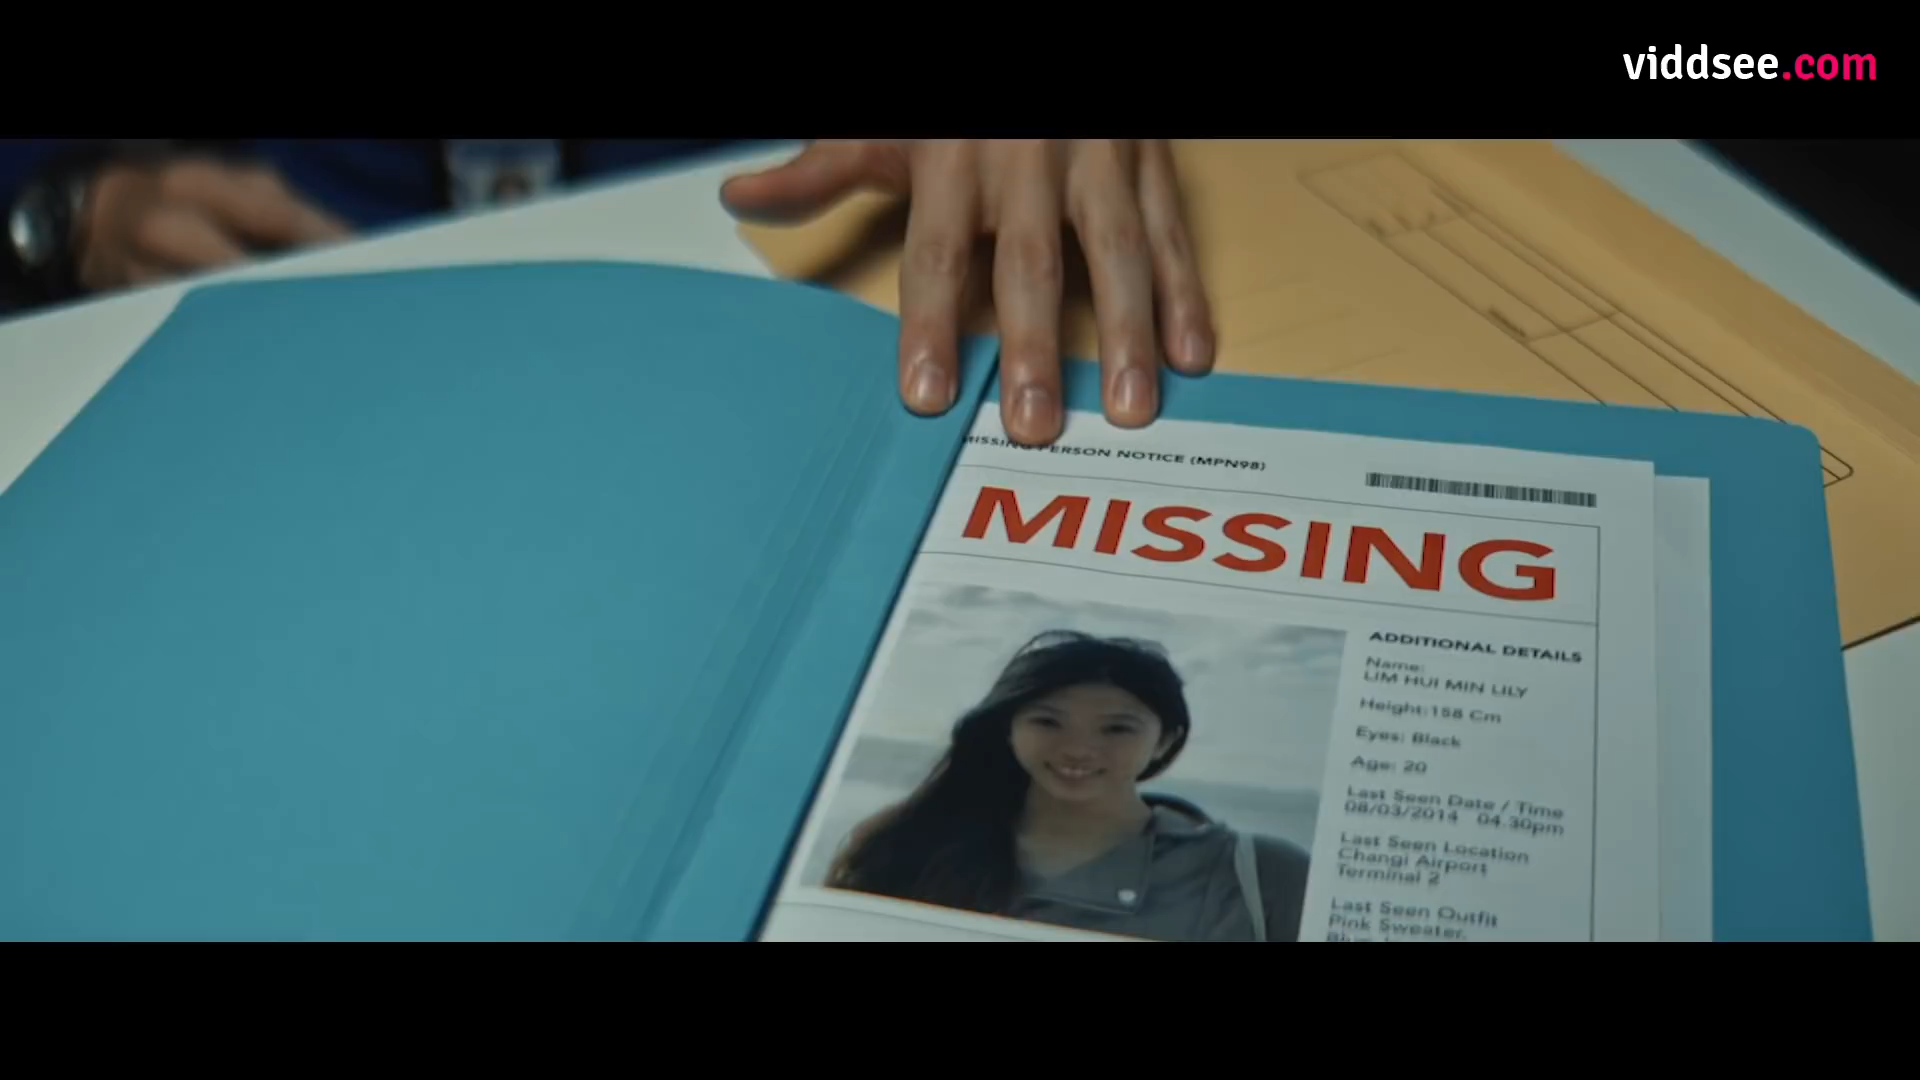 viddsee.com
MISSING PERSON NOTICE (MPN98)
MISSING
ADDITIONAL DETAILS
Name:
LIM HUI MIN LILY
Height:158 Cm
Eyes: Black
Age: 20
Last Seen Date / Time
08/03/2014 04.30pm
Last Seen Location
Changi Airport
Terminal 2
Last Seen Outfit
Pink Sweater,